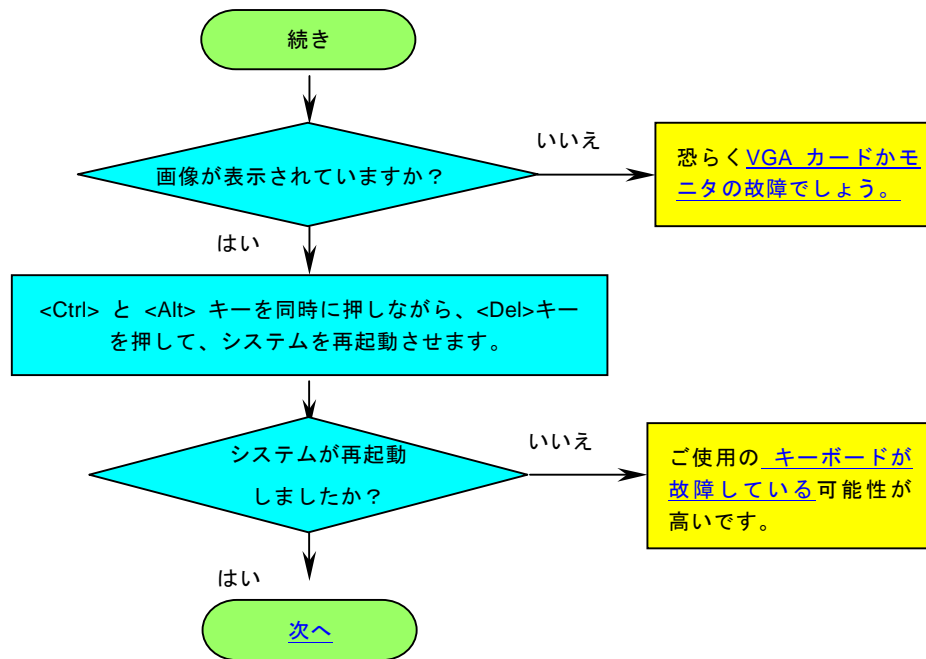 続き
画像が表示されていますか？
いいえ
恐らくVGA カードかモ
ニタの故障でしょう。
はい
<Ctrl> と <Alt> キーを同時に押しながら、<Del>キー
を押して、システムを再起動させます。
システムが再起動
しましたか？
いいえ
ご使用の キーボードが
故障している可能性が
高いです。
はい
次へ